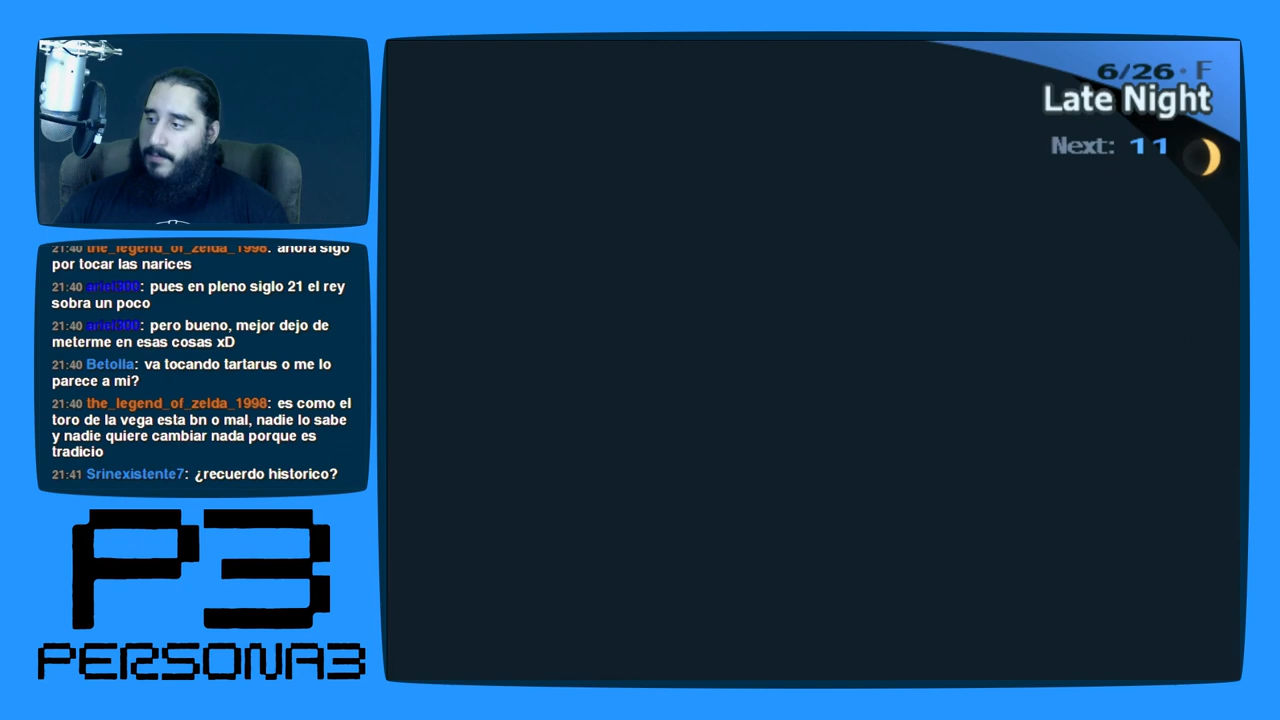 6/26 · F
Late Night
Next: 11
21:40 the_legend_of_zelda_1998: ahora sigo
por tocar las narices
21:40 : pues en pleno siglo 21 el rey
sobra un poco
21:40 : pero bueno, mejor dejo de
meterme en esas cosas xD
21:40 Betolla: va tocando tartarus o me lo
parece a mi?
21:40 the_legend_of_zelda_1998: es como el
toro de la vega esta bn o mal, nadie lo sabe
y nadie quiere cambiar nada porque es
tradicio
21:41 Srinexistente7: ¿recuerdo historico?
P3
PERSONA3